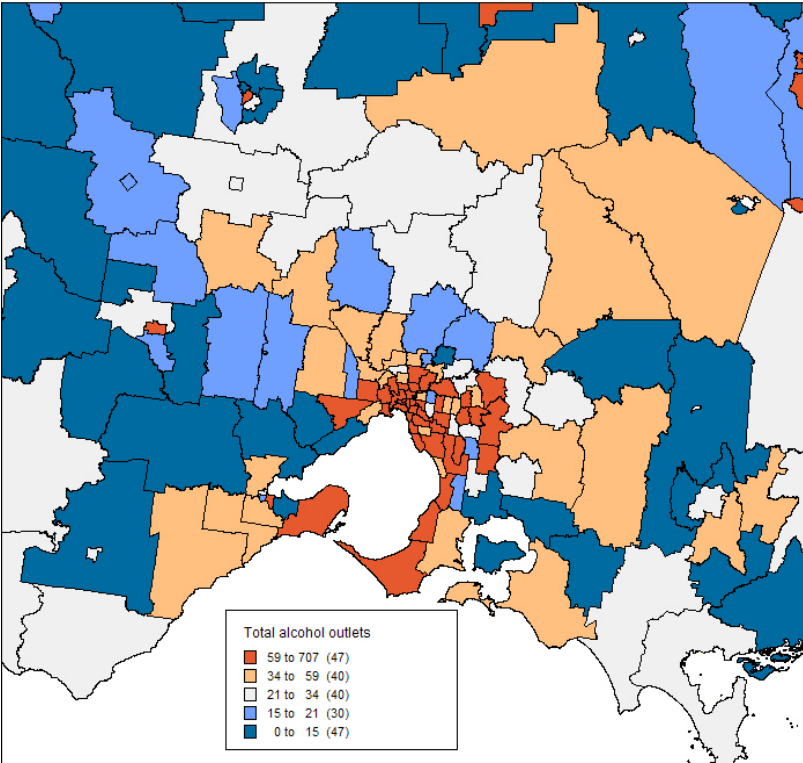 Total alcohol outlets
59 to 707 (47)
34 to 59 (40)
21 to 34 (40)
15 to 21 (30)
0 to 15 (47)